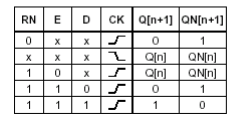 RN E D CK Q[n+1] QN[n+1]
0 x x 0 1
x x x Q[n] QN[n]
1 0 x Q[n] QN[n]
1 1 0 0 1
1 1 1 1 0